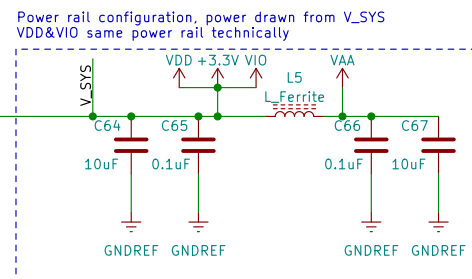 Power rail configuration, power drawn from V_SYS
VDD&VIO same power rail technically
V_SYS
VDD +3.3V VIO
VAA
L5
L_Ferrite
C64
C65
C66
C67
10uF
0.1uF
0.1uF
10uF
GNDREF
GNDREF
GNDREF
GNDREF